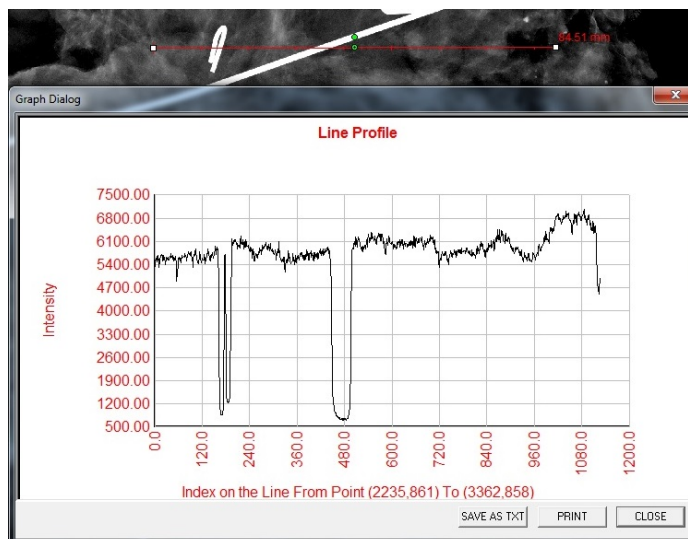 84.51 mm
Graph Dialog
Line Profile
7500.00
6800.00
6100.00
5400.00
4700.00
4000.00
3300.00
2600.00
1900.00
1200.00
500.00
Intensity
0.0
120.0
240.0
360.0
480.0
600.0
720.0
840.0
960.0
1080.0
1200.0
Index on the Line From Point (2235,861) To (3362,858)
SAVE AS TXT
PRINT
CLOSE